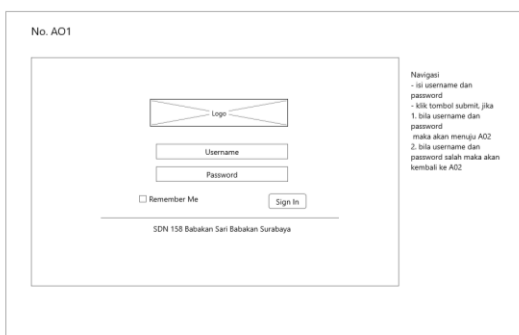 No. AO1
Navigasi
- isi username dan
password
- klik tombol submit, jika
1. bila username dan
password
maka akan menuju A02
2. bila username dan
password salah maka akan
kembali ke A02
Logo
Username
Password
Remember Me
Sign In
SDN 158 Babakan Sari Babakan Surabaya